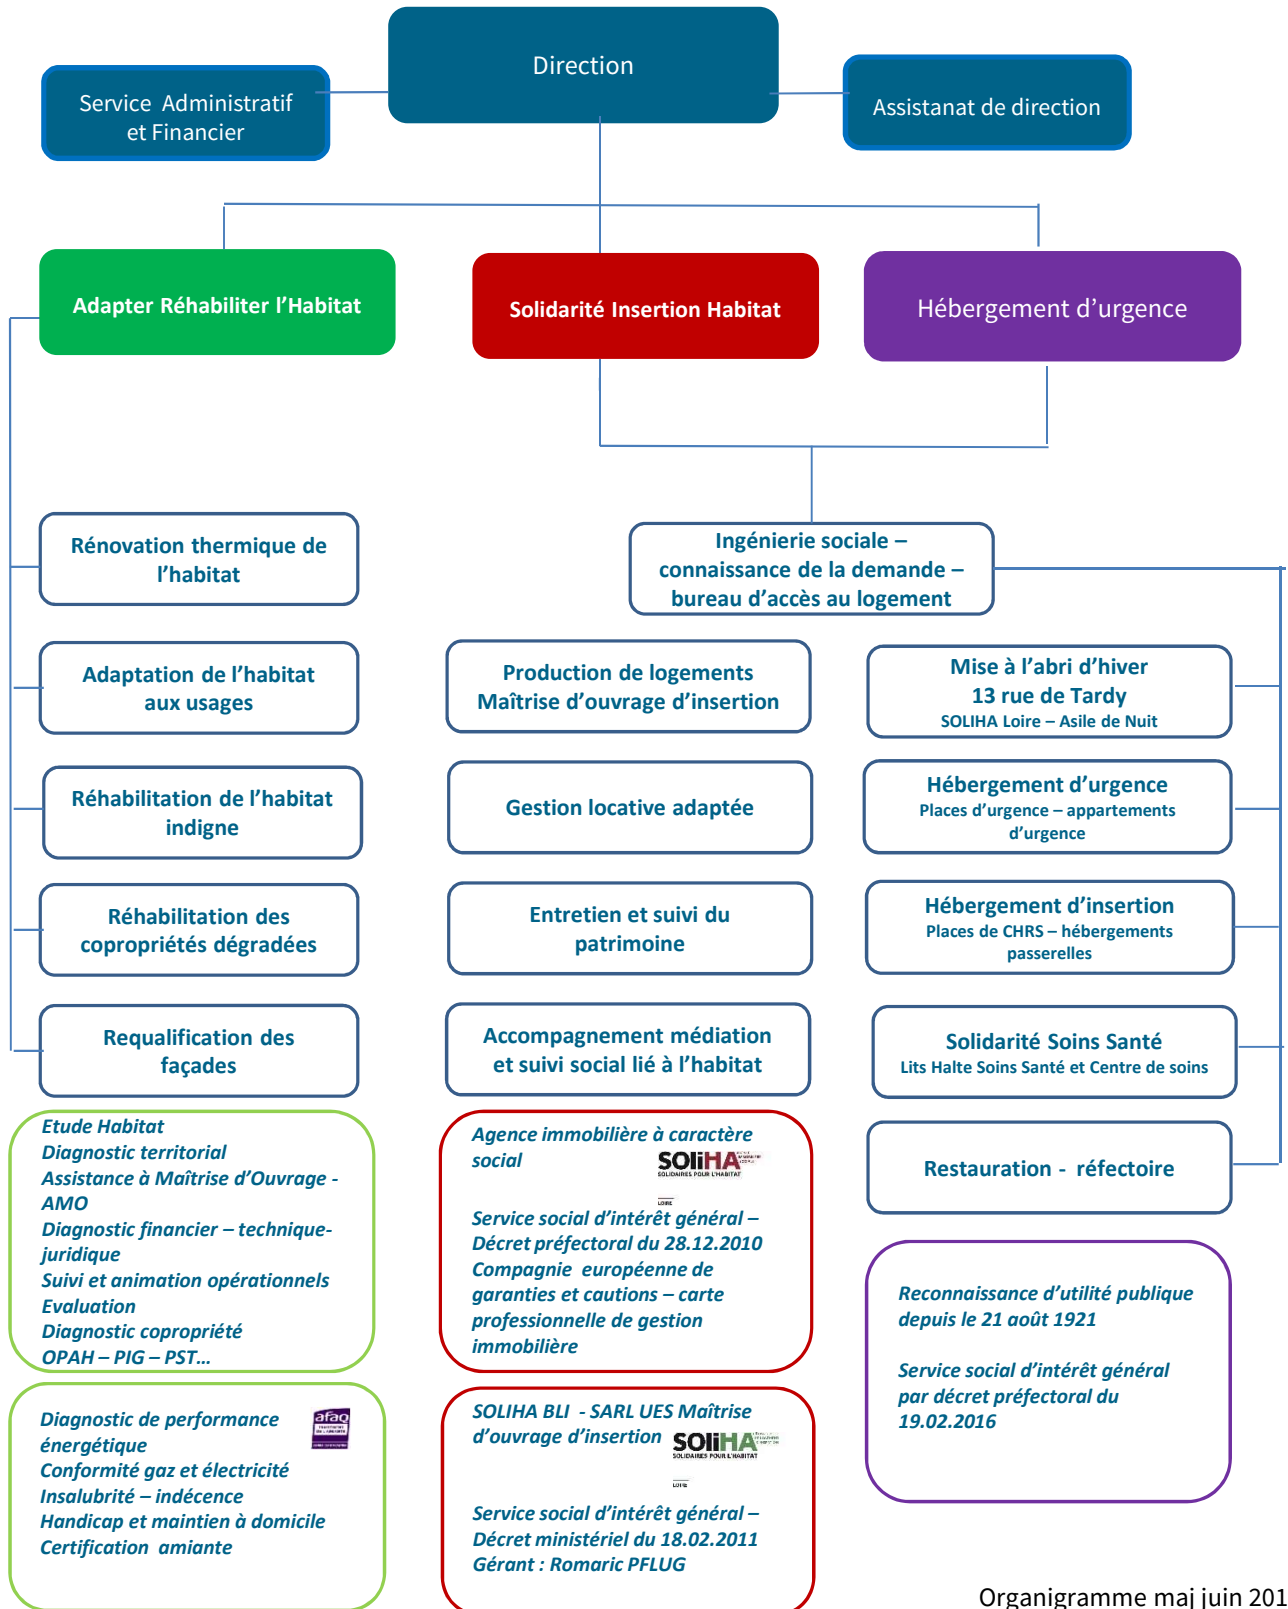 Direction
Service Administratif
et Financier
Assistanat de direction
Adapter Réhabiliter l’Habitat
Solidarité Insertion Habitat
Hébergement d’urgence
Rénovation thermique de
l’habitat
Ingénierie sociale –
connaissance de la demande –
bureau d’accès au logement
Adaptation de l’habitat
aux usages
Production de logements
Maîtrise d’ouvrage d’insertion
Mise à l’abri d’hiver
13 rue de Tardy
SOLIHA Loire – Asile de Nuit
Réhabilitation de l’habitat
indigne
Gestion locative adaptée
Hébergement d’urgence
Places d’urgence – appartements
d’urgence
Réhabilitation des
copropriétés dégradées
Entretien et suivi du
patrimoine
Hébergement d’insertion
Places de CHRS – hébergements
passerelles
Requalification des
façades
Accompagnement médiation
et suivi social lié à l’habitat
Solidarité Soins Santé
Lits Halte Soins Santé et Centre de soins
Restauration - réfectoire
Etude Habitat
Diagnostic territorial
Assistance à Maîtrise d’Ouvrage -
AMO
Diagnostic financier – technique-
juridique
Suivi et animation opérationnels
Evaluation
Diagnostic copropriété
OPAH – PIG – PST…
Agence immobilière à caractère
social
SOliHA
SOLIDAIRES POUR L'HABITAT
LOIRE
Service social d’intérêt général –
Décret préfectoral du 28.12.2010
Compagnie européenne de
garanties et cautions – carte
professionnelle de gestion
immobilière
Reconnaissance d’utilité publique
depuis le 21 août 1921
Service social d’intérêt général
par décret préfectoral du
19.02.2016
Diagnostic de performance
énergétique
afaq
Conformité gaz et électricité
Insalubrité – indécence
Handicap et maintien à domicile
Certification amiante
SOLIHA BLI - SARL UES Maîtrise
d’ouvrage d’insertion
SOliHA
SOLIDAIRES POUR L'HABITAT
LOIRE
Service social d’intérêt général –
Décret ministériel du 18.02.2011
Gérant : Romaric PFLUG
Organigramme maj juin 201